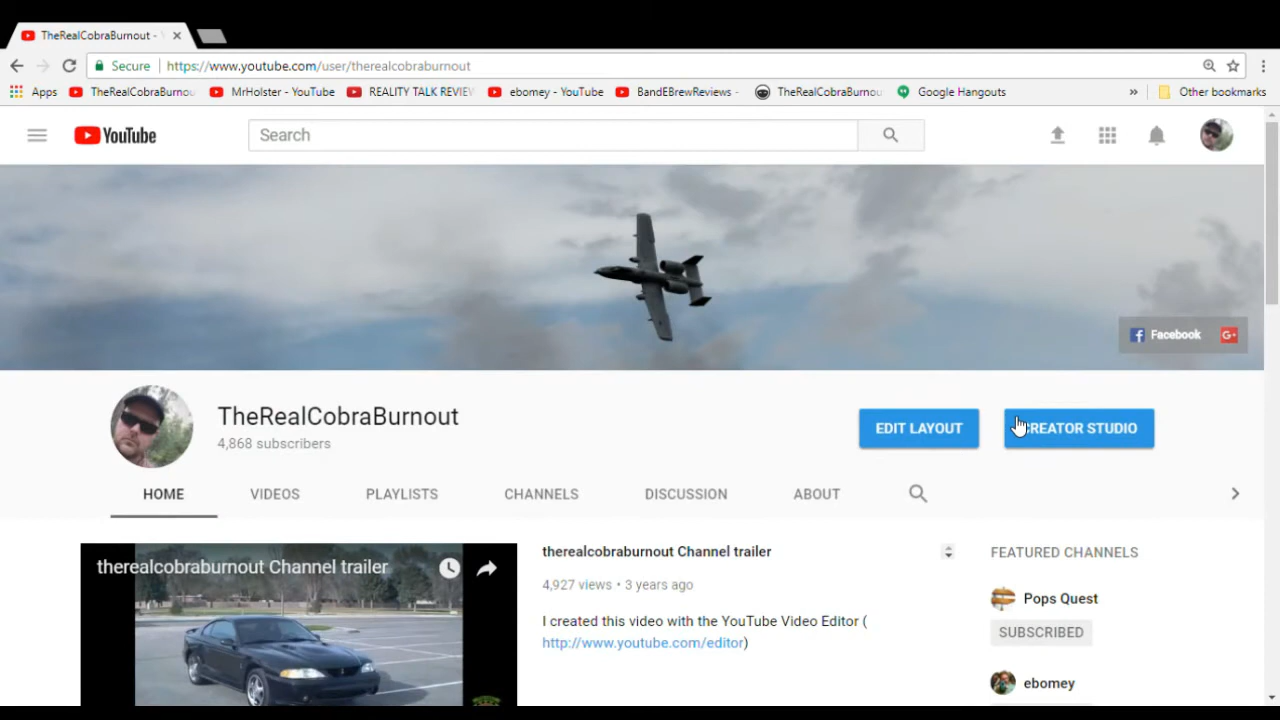 TheRealCobraBurnout -
Secure https://www.youtube.com/user/therealcobraburnout
Apps TheRealCobraBurnou MrHolster - YouTube REALITY TALK REVIEW ebomey - YouTube BandEBrewReviews - TheRealCobraBurnou Google Hangouts » Other bookmarks
YouTube Search
Facebook G+
TheRealCobraBurnout
4,868 subscribers
EDIT LAYOUT CREATOR STUDIO
HOME VIDEOS PLAYLISTS CHANNELS DISCUSSION ABOUT
therealcobraburnout Channel trailer
therealcobraburnout Channel trailer
4,927 views • 3 years ago
I created this video with the YouTube Video Editor (
http://www.youtube.com/editor)
FEATURED CHANNELS
Pops Quest
SUBSCRIBED
ebomey